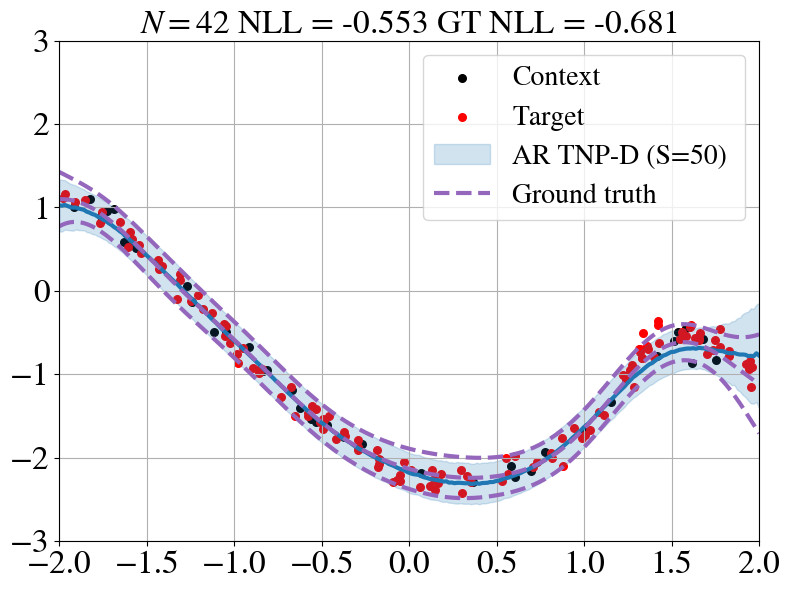 N = 42 NLL = -0.553 GT NLL = -0.681
3
2
1
0
−1
−2
−3
Context
Target
AR TNP-D (S=50)
Ground truth
−2.0 −1.5 −1.0 −0.5 0.0 0.5 1.0 1.5 2.0